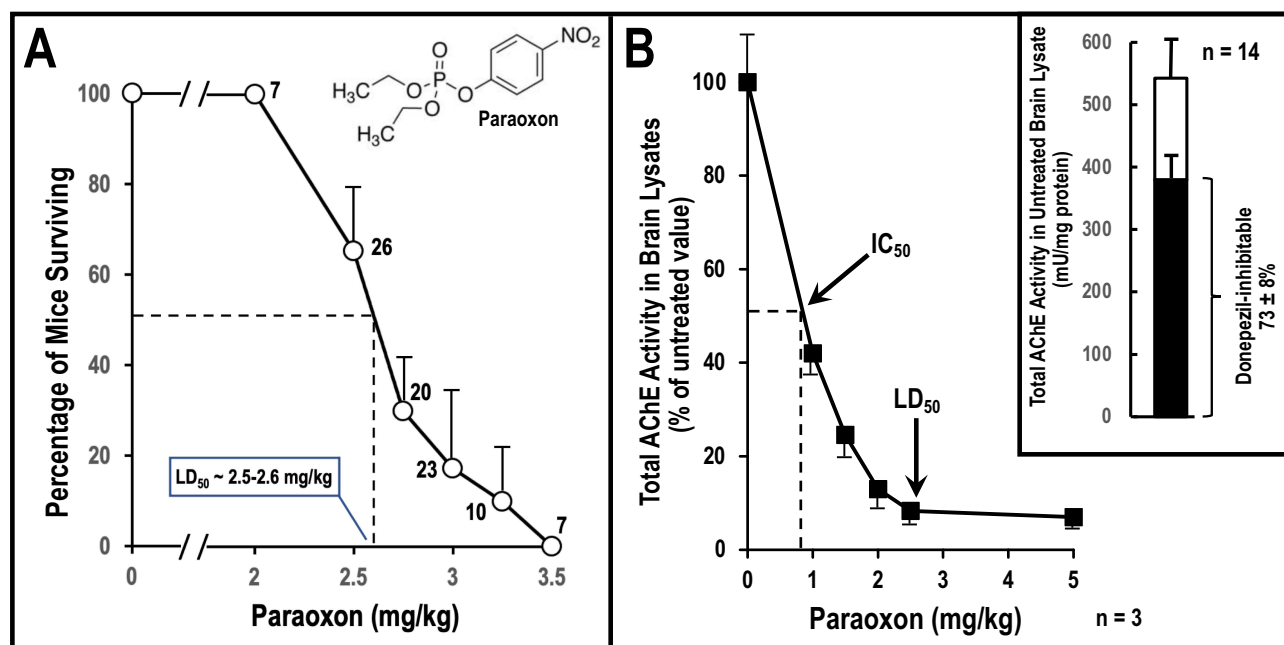 A
Percentage of Mice Surviving
100
80
60
40
20
0
7
26
20
23
10
7
LD50 ~ 2.5-2.6 mg/kg
0
2
2.5
3
3.5
Paraoxon (mg/kg)
NO2
O
P
O
O
O
H3C
H3C
Paraoxon
B
Total AChE Activity in Brain Lysates
(% of untreated value)
100
80
60
40
20
0
IC50
LD50
0
1
2
3
4
5
Paraoxon (mg/kg)
n = 3
Total AChE Activity in Untreated Brain Lysate
(mU/mg protein)
600
500
400
300
200
100
0
n = 14
Donepezil-inhibitable
73 ± 8%